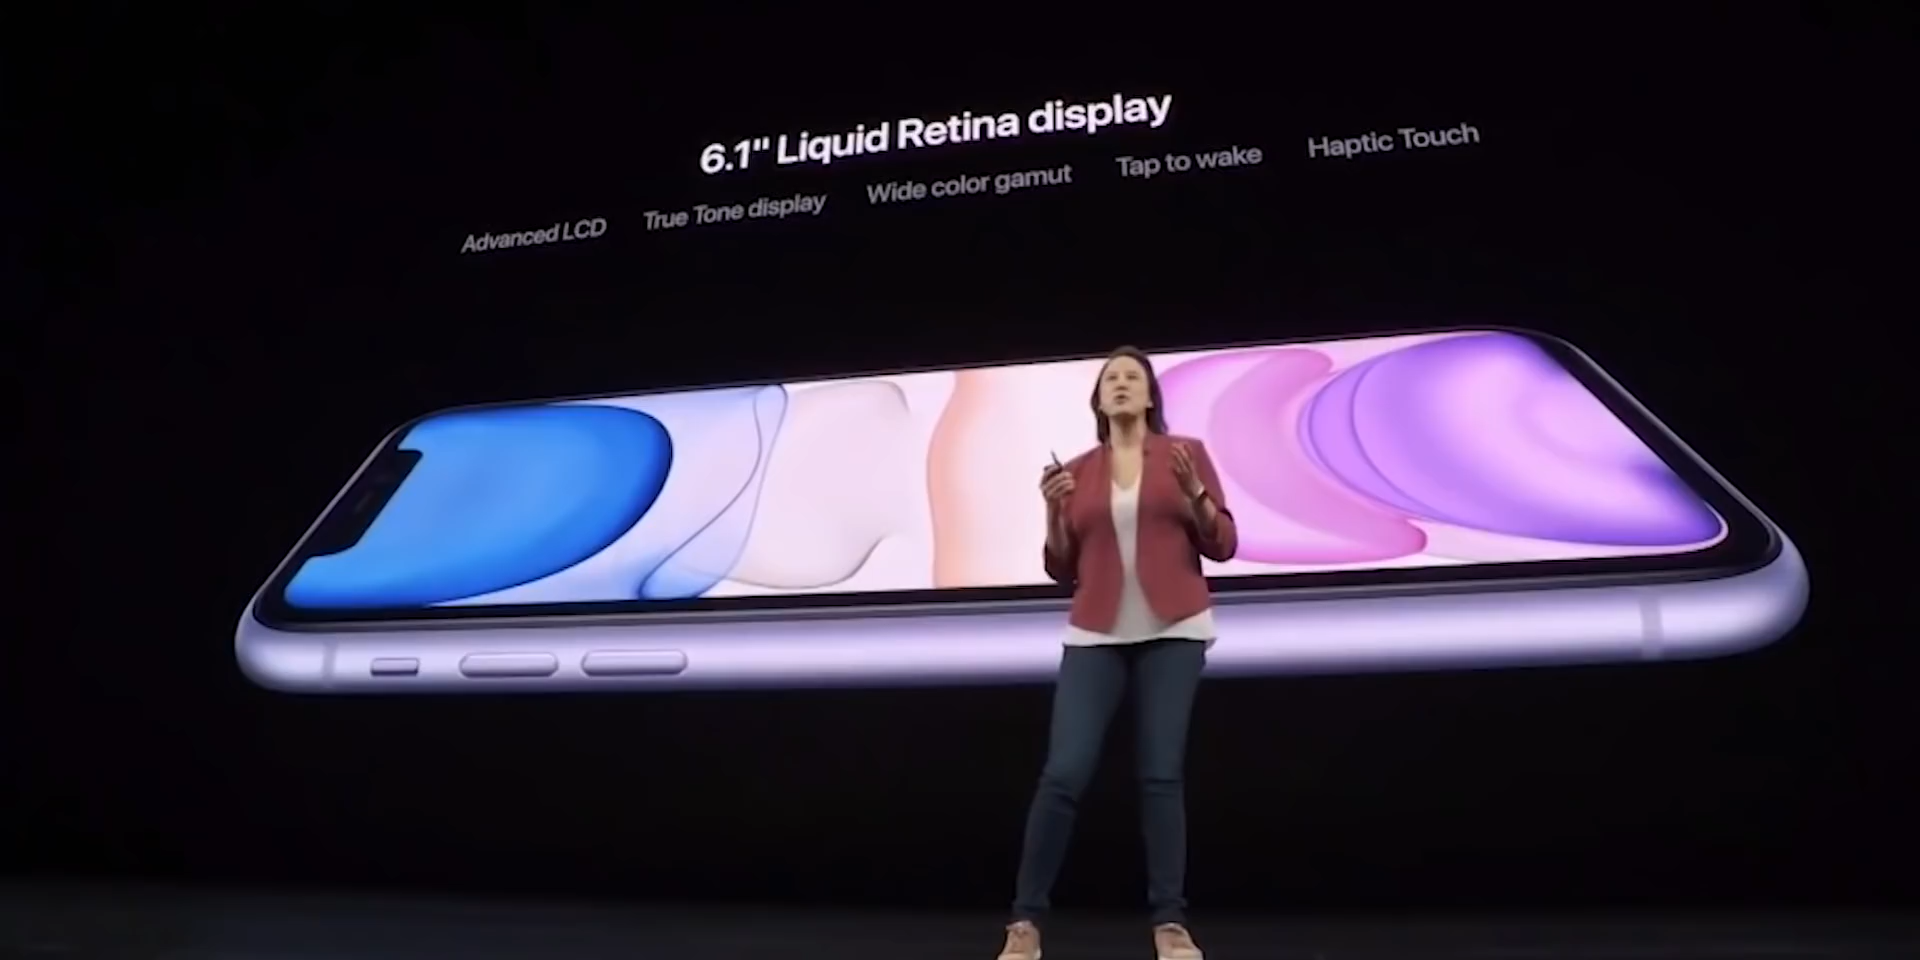 6.1" Liquid Retina display
Advanced LCD True Tone display Wide color gamut Tap to wake Haptic Touch